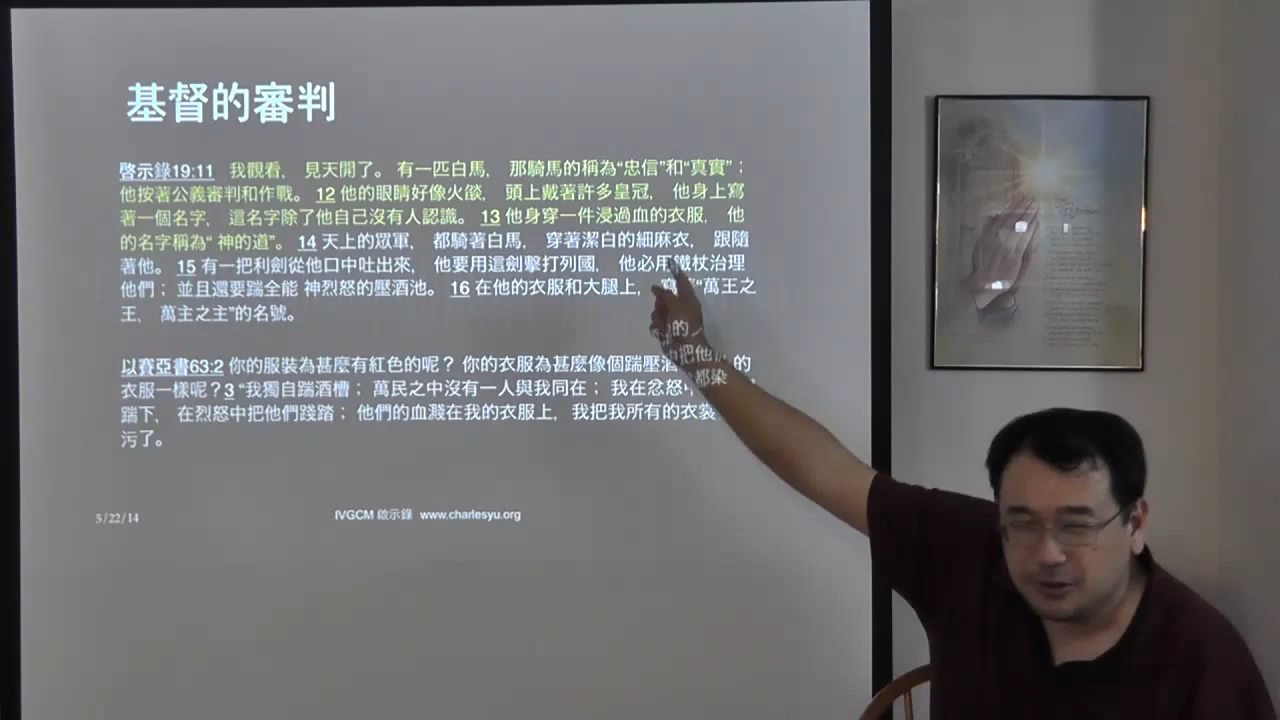 基督的審判
啓示錄19:11 我觀看，見天開了。有一匹白馬，那騎馬的稱為“忠信”和“真實”；
他按著公義審判和作戰。12 他的眼睛好像火燄，頭上戴著許多皇冠，他身上寫
著一個名字，這名字除了他自己沒有人認識。13 他身穿一件浸過血的衣服，他
的名字稱為“ 神的道”。14 天上的眾軍，都騎著白馬，穿著潔白的細麻衣，跟隨
著他。15 有一把利劍從他口中吐出來，他要用這劍擊打列國，他必用鐵杖治理
他們；並且還要踹全能 神烈怒的壓酒池。16 在他的衣服和大腿上，寫著“萬王之
王，萬主之主”的名號。
以賽亞書63:2 你的服裝為甚麼有紅色的呢？你的衣服為甚麼像個踹壓酒 的
衣服一樣呢？3 “我獨自踹酒槽；萬民之中沒有一人與我同在；我在忿怒中
踹下，在烈怒中把他們踐踏；他們的血濺在我的衣服上，我把我所有的衣裳都染
污了。
5/22/14
IVGCM 啟示錄 www.charlesyu.org